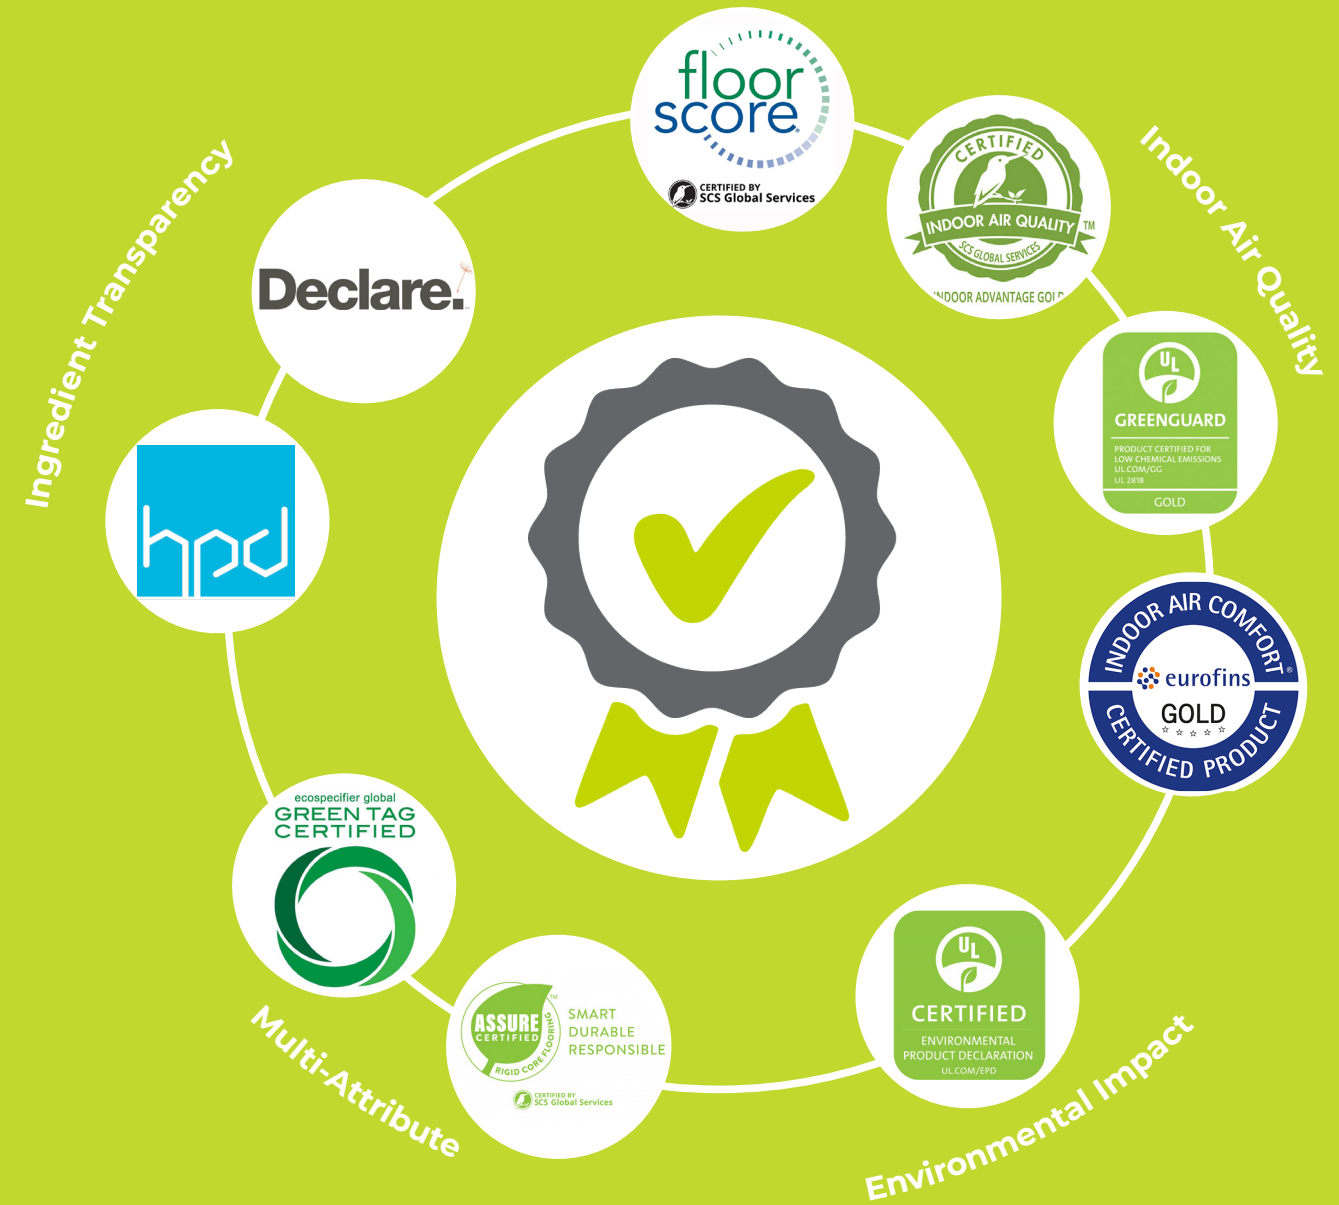 floor
score®
CERTIFIED BY
SCS Global Services
CERTIFIED
INDOOR AIR QUALITY
TM
SCS GLOBAL SERVICES
INDOOR ADVANTAGE GOLD
Indoor Air Quality
UL
GREENGUARD
PRODUCT CERTIFIED FOR
LOW CHEMICAL EMISSIONS
UL.COM/GG
UL 2818
GOLD
INDOOR AIR COMFORT
®
eurofins
GOLD
CERTIFIED PRODUCT
UL
CERTIFIED
ENVIRONMENTAL
PRODUCT DECLARATION
UL.COM/EPD
Environmental Impact
ASSURE
CERTIFIED
RIGID CORE FLOORING
TM
SMART
DURABLE
RESPONSIBLE
CERTIFIED BY
SCS Global Services
ecospecifier global
GREEN TAG
CERTIFIED
Multi-Attribute
hpd
Declare.
Ingredient Transparency